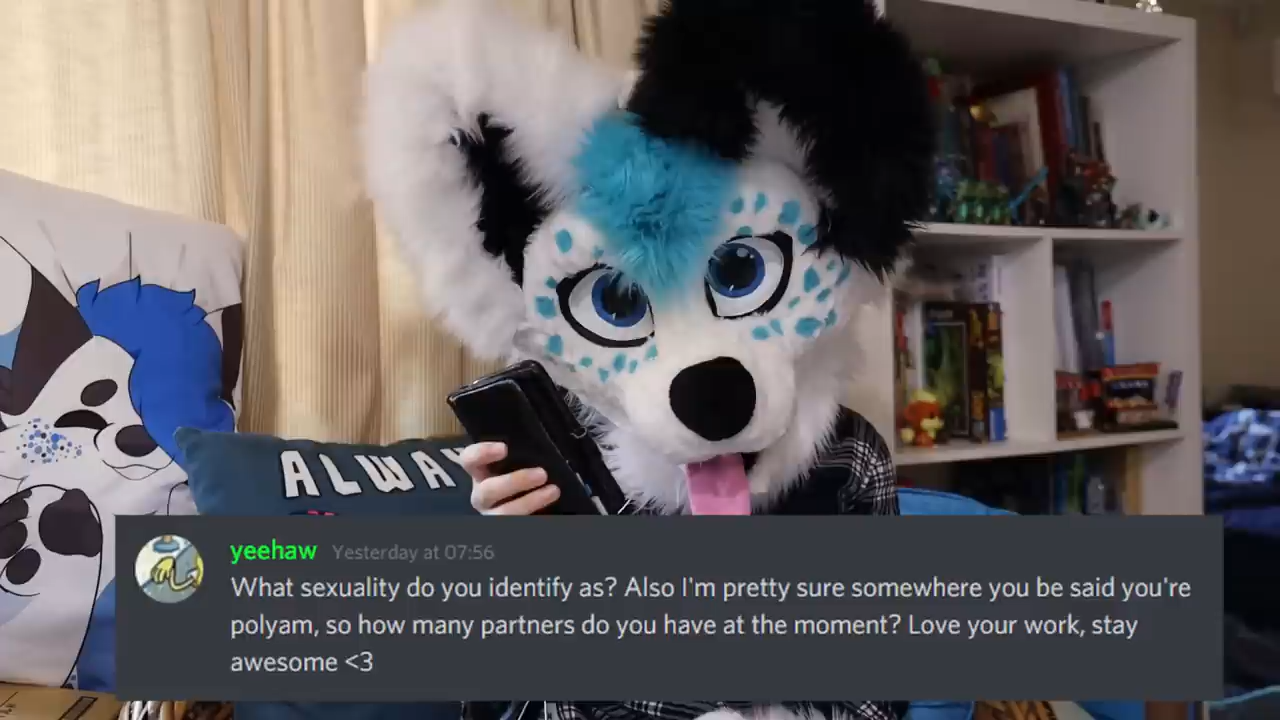 ALWAY
yeehaw Yesterday at 07:56
What sexuality do you identify as? Also I'm pretty sure somewhere you be said you're
polyam, so how many partners do you have at the moment? Love your work, stay
awesome <3